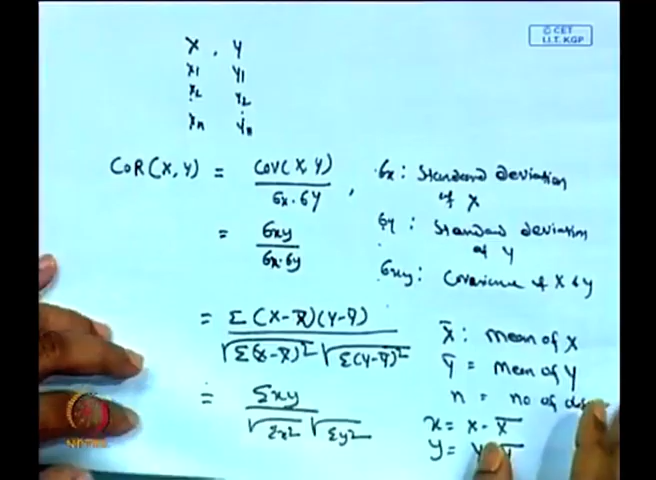 © CET
I.I.T. KGP
X , Y
x1 y1
x2 y2
xn yn
COR(X, Y) = COV(X, Y) / σx · σy , σx : Standard deviation of X
= σxy / σx · σy σy : Standard deviation of Y
σxy : Covariance of X & Y
= Σ(X-X̄)(Y-Ȳ) / √Σ(X-X̄)² √Σ(Y-Ȳ)² X̄ : Mean of X
Ȳ = Mean of Y
n = no of
= Σxy / √Σx² √Σy² x = X - X̄
y =
NPTEL